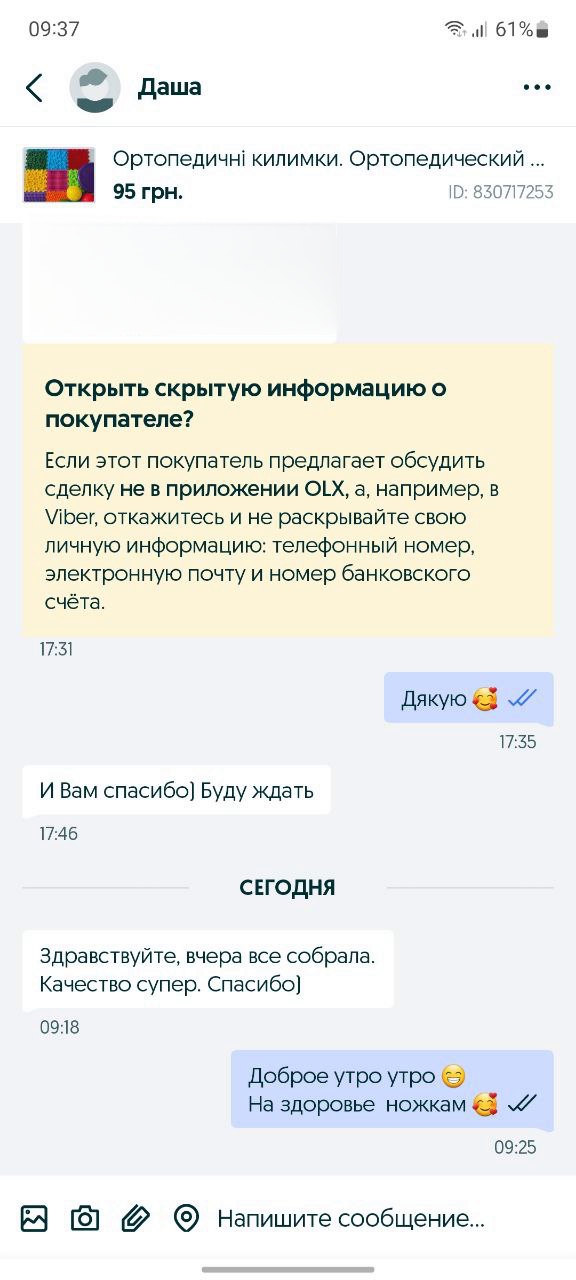 09:37
61%
Даша
Ортопедичні килимки. Ортопедический ...
95 грн.
ID: 830717253
Открыть скрытую информацию о
покупателе?
Если этот покупатель предлагает обсудить
сделку не в приложении OLX, а, например, в
Viber, откажитесь и не раскрывайте свою
личную информацию: телефонный номер,
электронную почту и номер банковского
счёта.
17:31
Дякую 🥰
17:35
И Вам спасибо) Буду ждать
17:46
СЕГОДНЯ
Здравствуйте, вчера все собрала.
Качество супер. Спасибо)
09:18
Доброе утро утро 😁
На здоровье ножкам 🥰
09:25
Напишите сообщение...